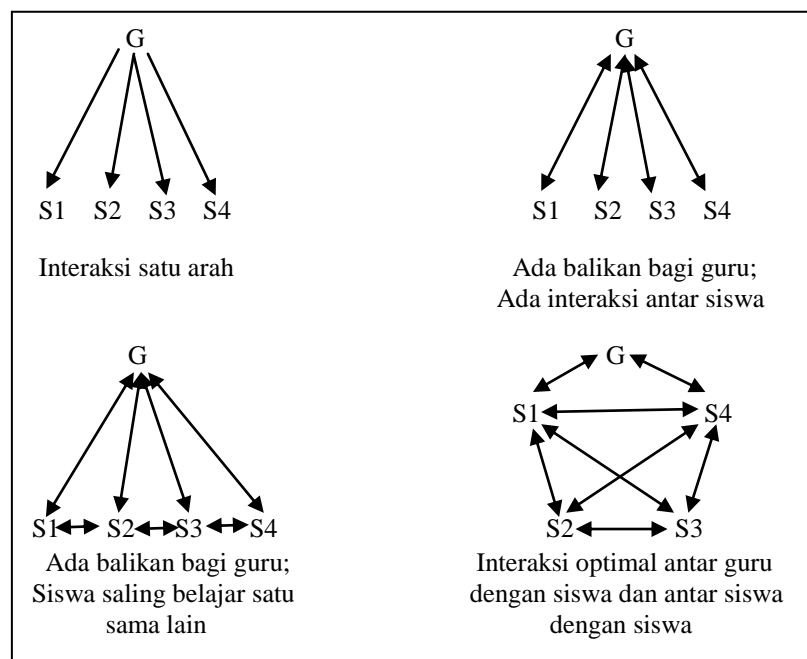 G
S1 S2 S3 S4
Interaksi satu arah
G
S1 S2 S3 S4
Ada balikan bagi guru;
Ada interaksi antar siswa
G
S1 S2 S3 S4
Ada balikan bagi guru;
Siswa saling belajar satu
sama lain
G
S1 S4
S2 S3
Interaksi optimal antar guru
dengan siswa dan antar siswa
dengan siswa